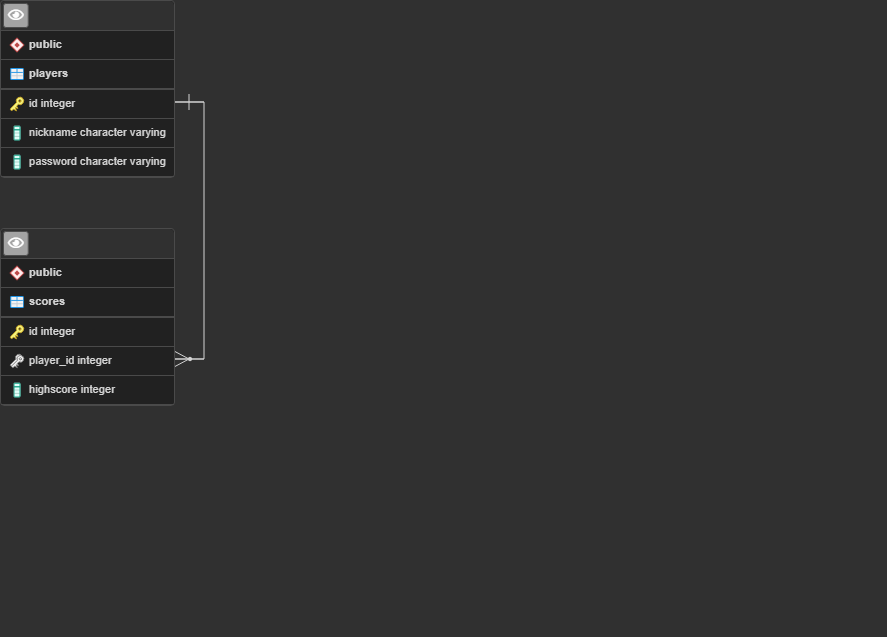 public
players
id integer
nickname character varying
password character varying
public
scores
id integer
player_id integer
highscore integer